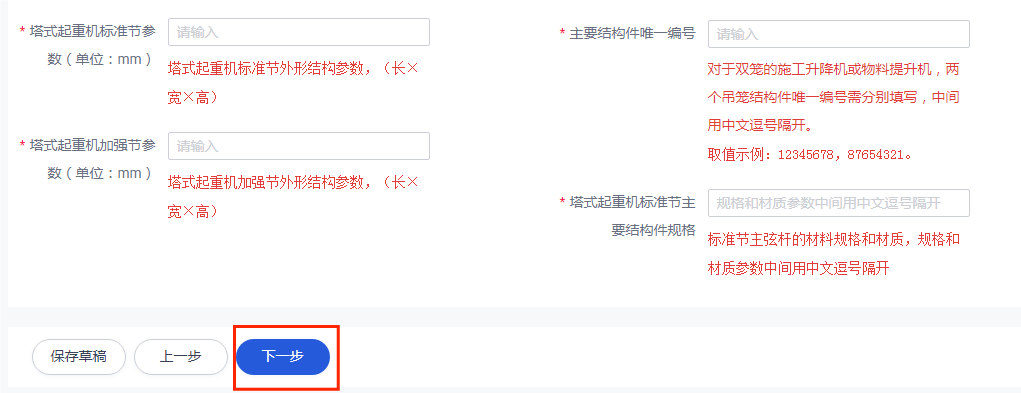 * 塔式起重机标准节参
数（单位：mm）
请输入
塔式起重机标准节外形结构参数，（长×
宽×高）
* 塔式起重机加强节参
数（单位：mm）
请输入
塔式起重机加强节外形结构参数，（长×
宽×高）
* 主要结构件唯一编号
请输入
对于双笼的施工升降机或物料提升机，两
个吊笼结构件唯一编号需分别填写，中间
用中文逗号隔开。
取值示例：12345678，87654321。
* 塔式起重机标准节主
要结构件规格
规格和材质参数中间用中文逗号隔开
标准节主弦杆的材料规格和材质，规格和
材质参数中间用中文逗号隔开
保存草稿
上一步
下一步